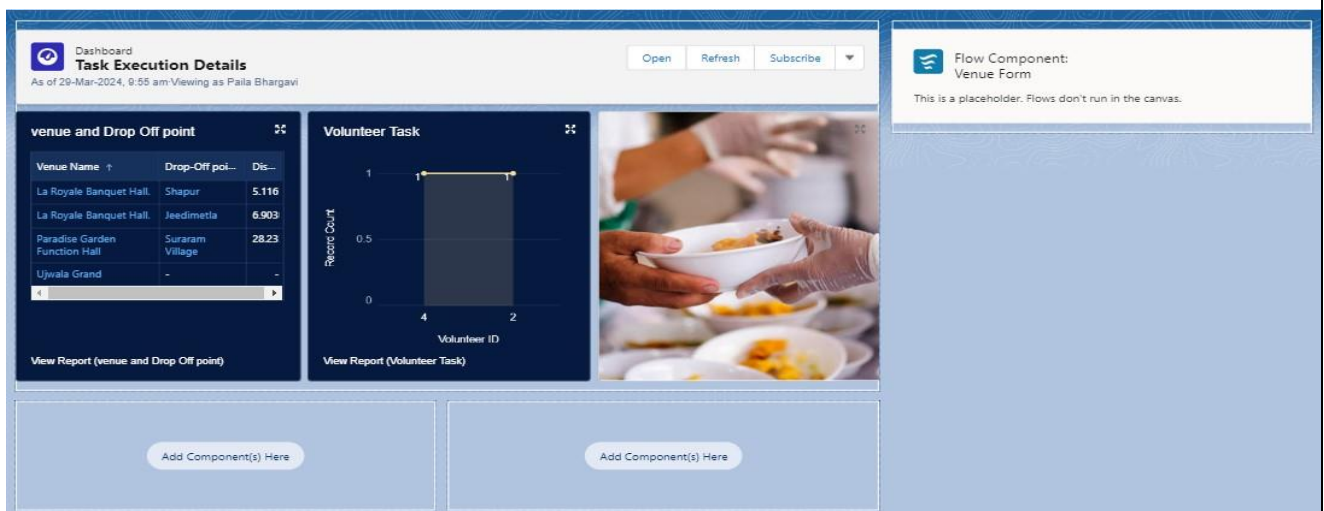 Dashboard
Task Execution Details
As of 29-Mar-2024, 9:55 am·Viewing as Paila Bhargavi
Open Refresh Subscribe
Flow Component:
Venue Form
This is a placeholder. Flows don't run in the canvas.
venue and Drop Off point
Venue Name ↑ Drop-Off poi... Dis...
La Royale Banquet Hall. Shapur 5.116
La Royale Banquet Hall. Jeedimetla 6.903
Paradise Garden
Function Hall
Suraram
Village
28.23
Ujwala Grand - -
View Report (venue and Drop Off point)
Volunteer Task
Record Count
1
0.5
0
1 1
4 2
Volunteer ID
View Report (Volunteer Task)
Add Component(s) Here
Add Component(s) Here